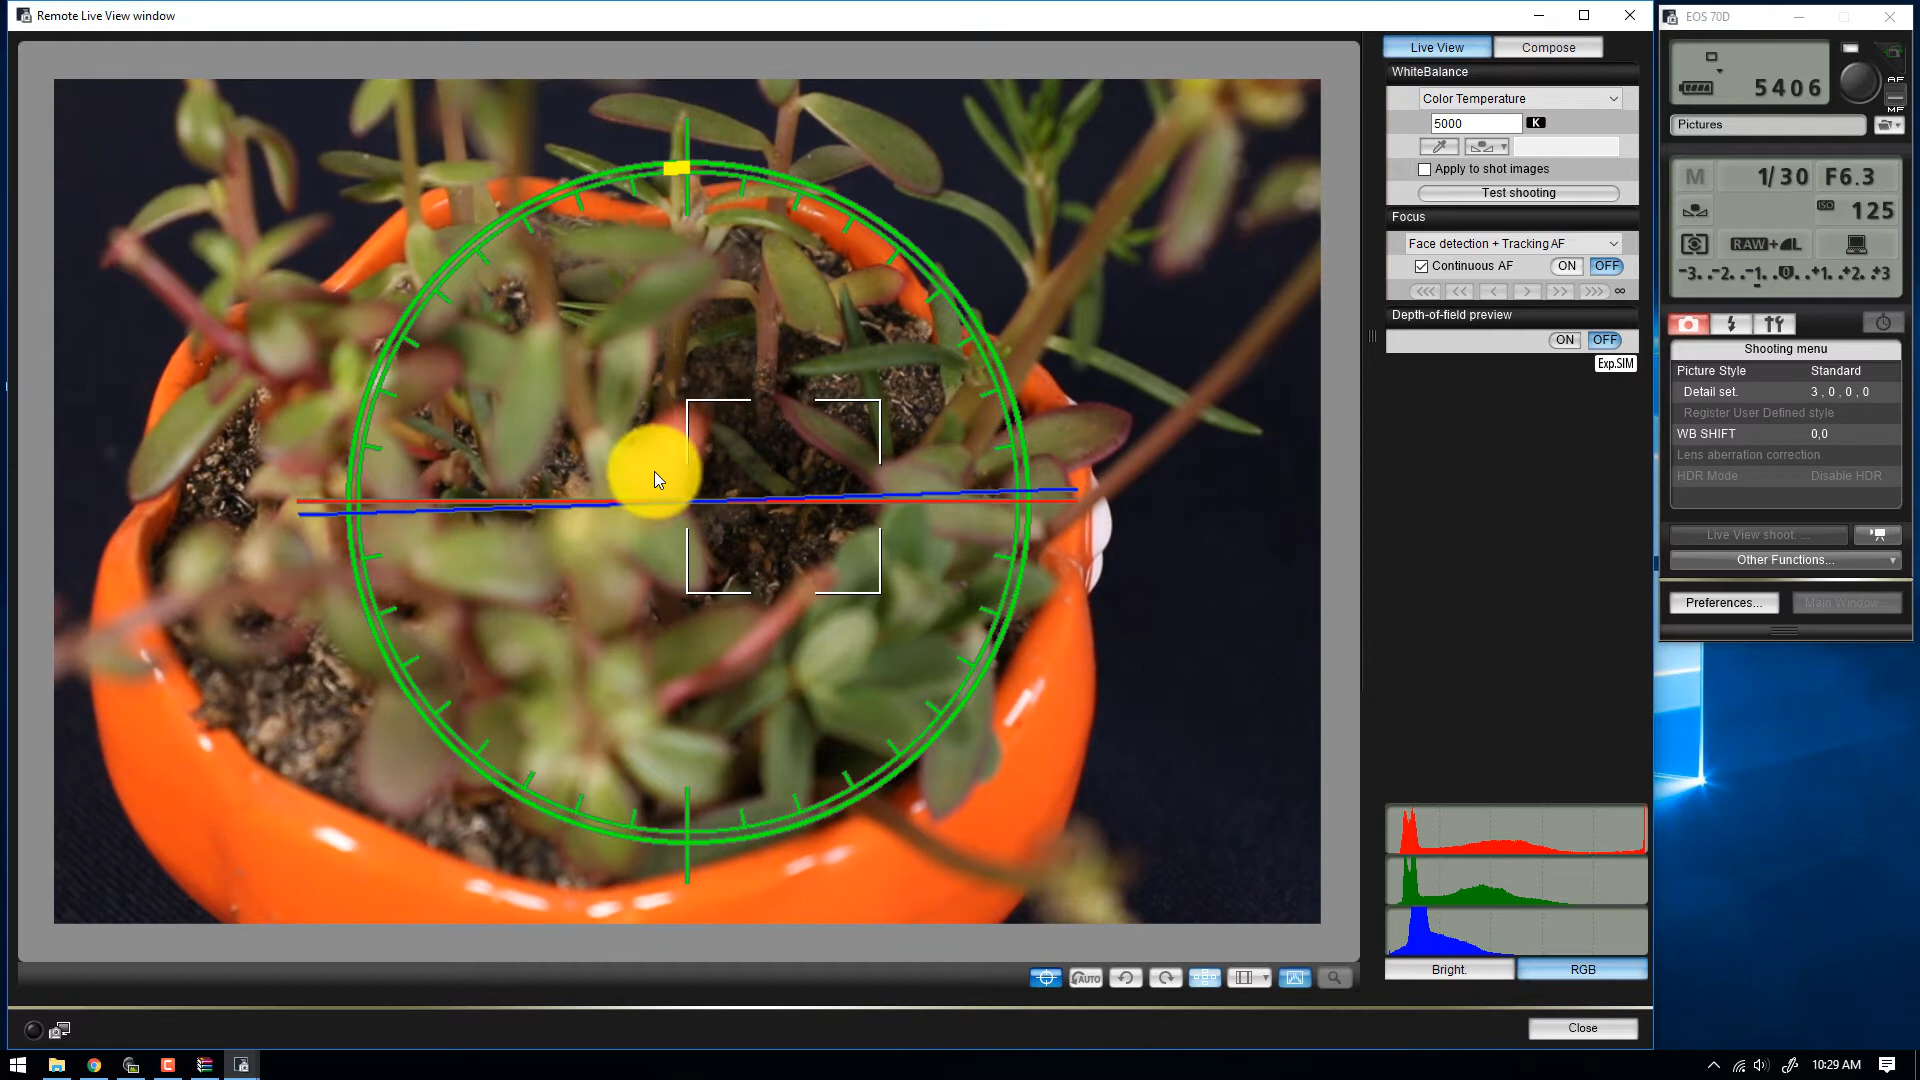 Remote Live View window
Live View
Compose
WhiteBalance
Color Temperature
5000
K
Apply to shot images
Test shooting
Focus
Face detection + Tracking AF
Continuous AF
ON
OFF
<<<
<<
<
>
>>
>>>
∞
Depth-of-field preview
ON
OFF
Exp.SIM
Bright.
RGB
Close
AUTO
EOS 70D
5406
AF
MF
Pictures
M
1/30
F6.3
ISO
125
RAW+L
-3..-2..-1..0..+1..+2..+3
Shooting menu
Picture Style
Standard
Detail set.
3 , 0 , 0 , 0
Register User Defined style
WB SHIFT
0,0
Lens aberration correction
HDR Mode
Disable HDR
Live View shoot. ...
Other Functions...
Preferences...
Main Window...
10:29 AM